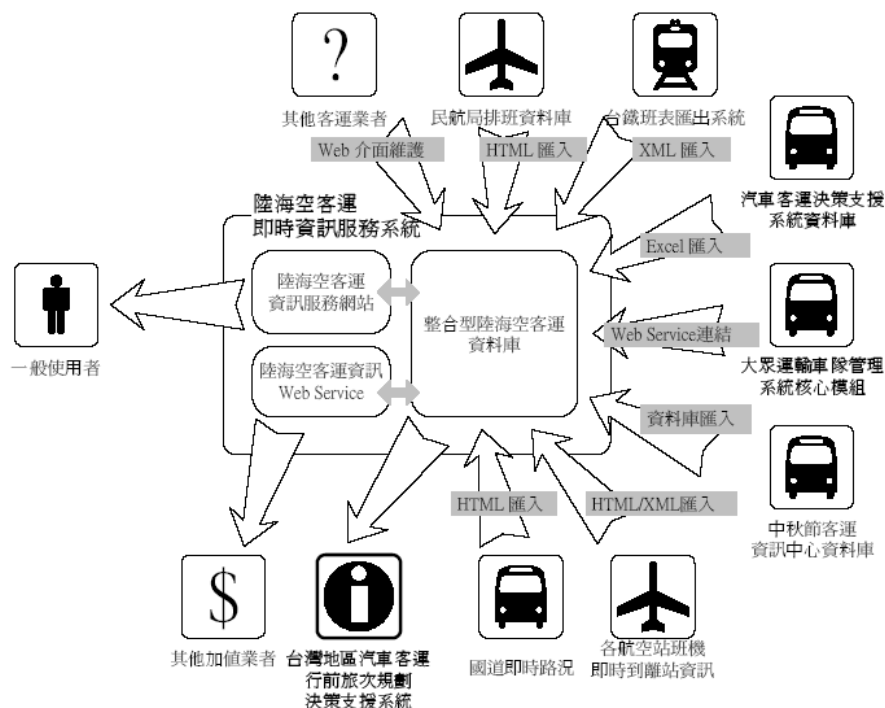 ?
其他客運業者
民航局排班資料庫
台鐵班表匯出系統
Web 介面維護
HTML 匯入
XML 匯入
汽車客運決策支援
系統資料庫
陸海空客運
即時資訊服務系統
Excel 匯入
陸海空客運
資訊服務網站
整合型陸海空客運
資料庫
一般使用者
Web Service連結
大眾運輸車隊管理
系統核心模組
陸海空客運資訊
Web Service
資料庫匯入
HTML 匯入
HTML/XML匯入
中秋節客運
資訊中心資料庫
$
i
其他加值業者
台灣地區汽車客運
行前旅次規劃
決策支援系統
國道即時路況
各航空站班機
即時到離站資訊